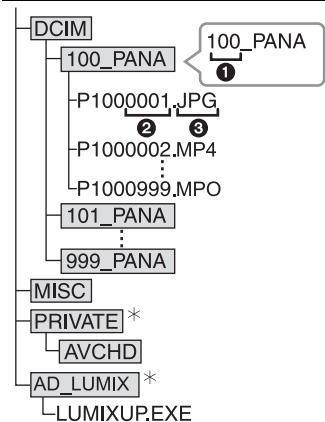 DCIM
100_PANA
100_PANA
❶
P1000001.JPG
❷ ❸
P1000002.MP4
P1000999.MPO
101_PANA
999_PANA
MISC
PRIVATE *
AVCHD
AD_LUMIX *
LUMIXUP.EXE